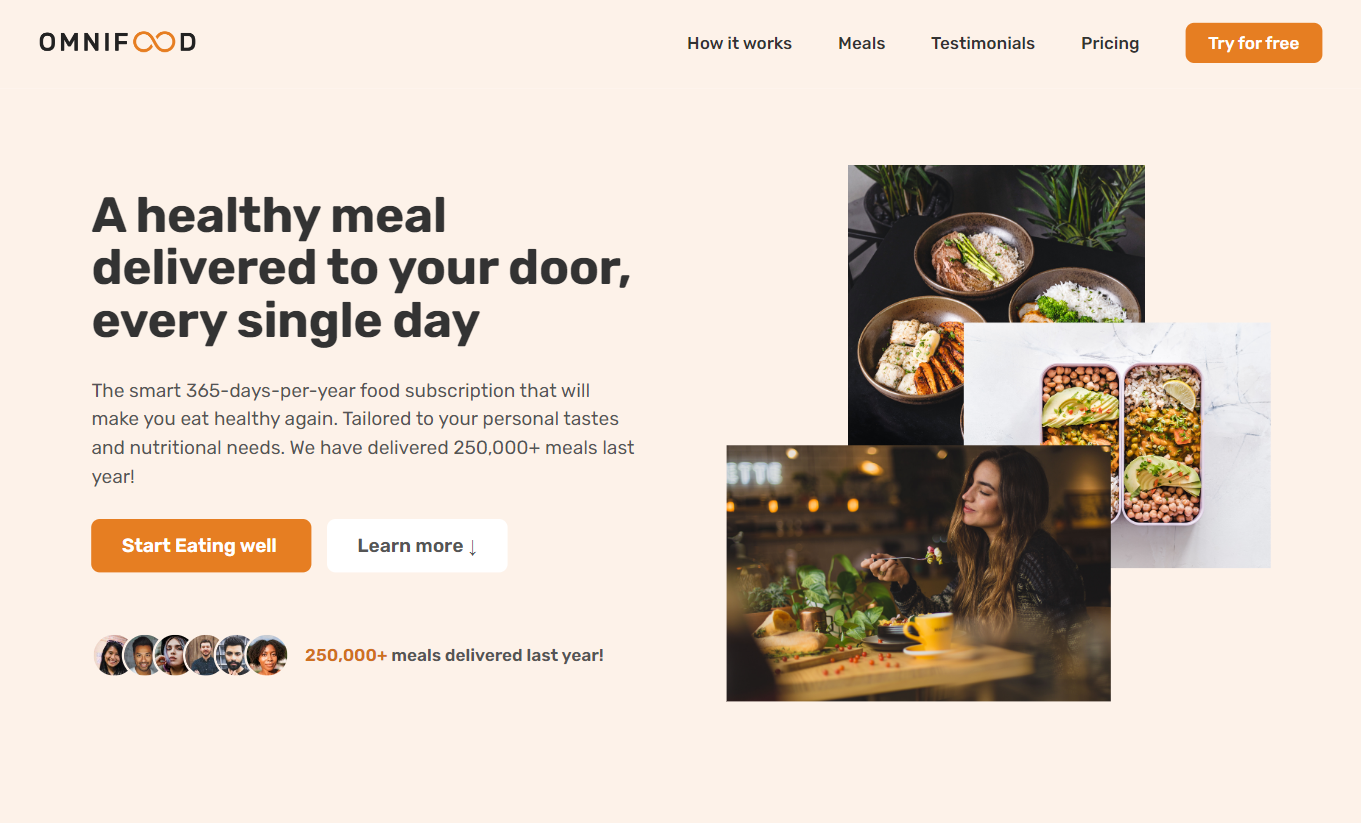 OMNIFOOD
How it works
Meals
Testimonials
Pricing
Try for free
A healthy meal
delivered to your door,
every single day
The smart 365-days-per-year food subscription that will
make you eat healthy again. Tailored to your personal tastes
and nutritional needs. We have delivered 250,000+ meals last
year!
Start Eating well
Learn more ↓
250,000+ meals delivered last year!
ETTE